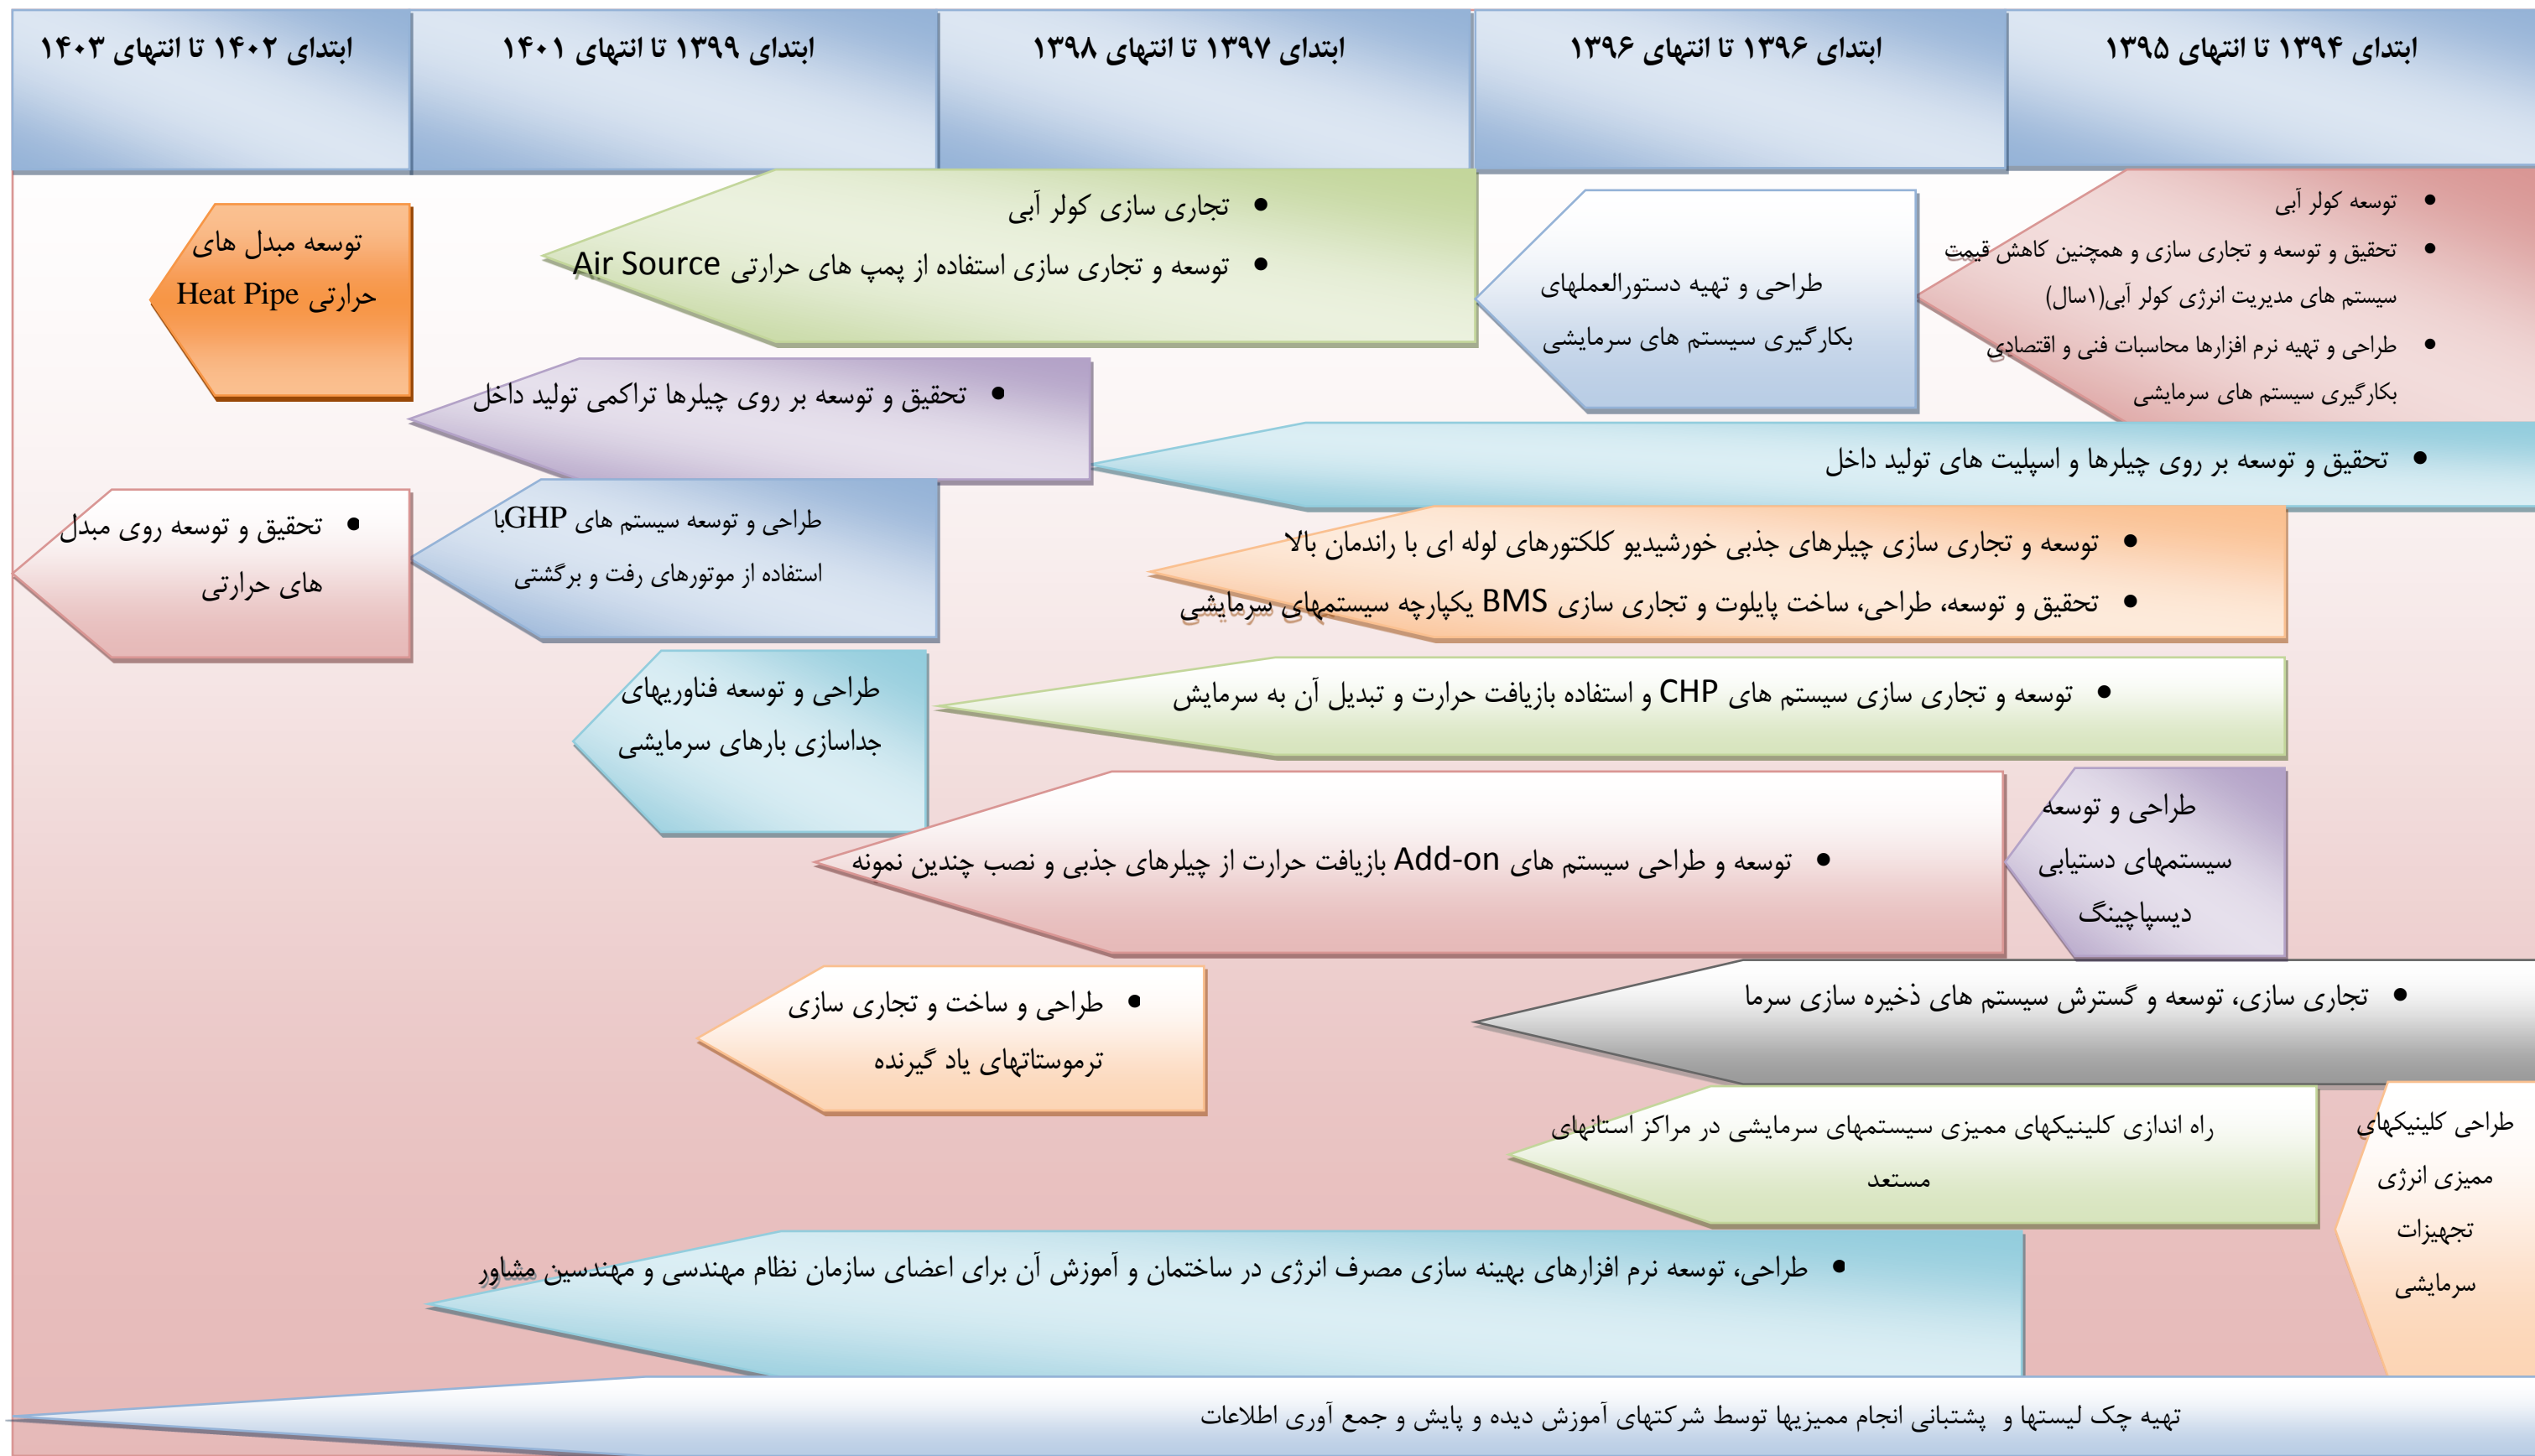 ابتدای ۱۳۹۴ تا انتهای ۱۳۹۵
ابتدای ۱۳۹۶ تا انتهای ۱۳۹۶
ابتدای ۱۳۹۷ تا انتهای ۱۳۹۸
ابتدای ۱۳۹۹ تا انتهای ۱۴۰۱
ابتدای ۱۴۰۲ تا انتهای ۱۴۰۳
• توسعه کولر آبی
• تحقیق و توسعه و تجاری سازی و همچنین کاهش قیمت
سیستم های مدیریت انرژی کولر آبی(۱سال)
• طراحی و تهیه نرم افزارها محاسبات فنی و اقتصادی
بکارگیری سیستم های سرمایشی
طراحی و تهیه دستورالعملهای
بکارگیری سیستم های سرمایشی
• تجاری سازی کولر آبی
• توسعه و تجاری سازی استفاده از پمپ های حرارتی Air Source
توسعه مبدل های
حرارتی Heat Pipe
• تحقیق و توسعه بر روی چیلرها تراکمی تولید داخل
• تحقیق و توسعه بر روی چیلرها و اسپلیت های تولید داخل
• توسعه و تجاری سازی چیلرهای جذبی خورشیدیو کلکتورهای لوله ای با راندمان بالا
• تحقیق و توسعه، طراحی، ساخت پایلوت و تجاری سازی BMS یکپارچه سیستمهای سرمایشی
طراحی و توسعه سیستم های GHPبا
استفاده از موتورهای رفت و برگشتی
• تحقیق و توسعه روی مبدل
های حرارتی
• توسعه و تجاری سازی سیستم های CHP و استفاده بازیافت حرارت و تبدیل آن به سرمایش
طراحی و توسعه فناوریهای
جداسازی بارهای سرمایشی
طراحی و توسعه
سیستمهای دستیابی
دیسپاچینگ
• توسعه و طراحی سیستم های Add-on بازیافت حرارت از چیلرهای جذبی و نصب چندین نمونه
• تجاری سازی، توسعه و گسترش سیستم های ذخیره سازی سرما
• طراحی و ساخت و تجاری سازی
ترموستاتهای یاد گیرنده
طراحی کلینیکهای
ممیزی انرژی
تجهیزات
سرمایشی
راه اندازی کلینیکهای ممیزی سیستمهای سرمایشی در مراکز استانهای
مستعد
• طراحی، توسعه نرم افزارهای بهینه سازی مصرف انرژی در ساختمان و آموزش آن برای اعضای سازمان نظام مهندسی و مهندسین مشاور
تهیه چک لیستها و پشتبانی انجام ممیزیها توسط شرکتهای آموزش دیده و پایش و جمع آوری اطلاعات